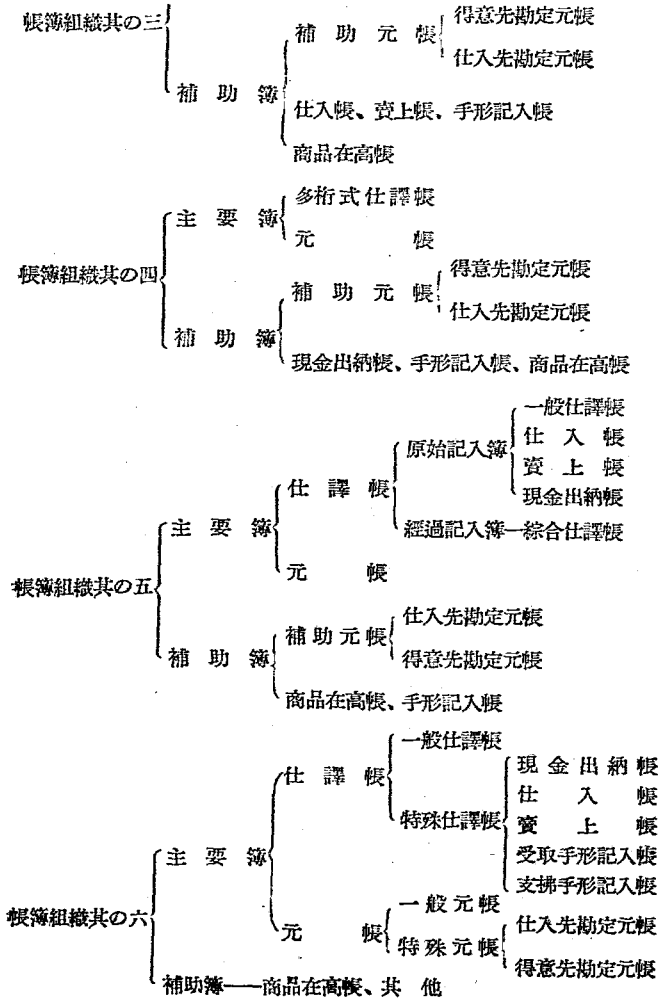 得意先勘定元帳
帳簿組織其の三
補助元帳
仕入先勘定元帳
補助簿
仕入帳、賣上帳、手形記入帳
商品在高帳
多桁式仕譯帳
主要簿
元帳
帳簿組織其の四
得意先勘定元帳
補助元帳
仕入先勘定元帳
補助簿
現金出納帳、手形記入帳、商品在高帳
一般仕譯帳
原始記入簿
仕入帳
賣上帳
仕譯帳
現金出納帳
主要簿
經過記入簿―綜合仕譯帳
元帳
帳簿組織其の五
仕入先勘定元帳
補助元帳
補助簿
得意先勘定元帳
商品在高帳、手形記入帳
一般仕譯帳
仕譯帳
現金出納帳
仕入帳
特殊仕譯帳
賣上帳
主要簿
受取手形記入帳
支拂手形記入帳
一般元帳
帳簿組織其の六
元帳
仕入先勘定元帳
特殊元帳
得意先勘定元帳
補助簿――商品在高帳、其他